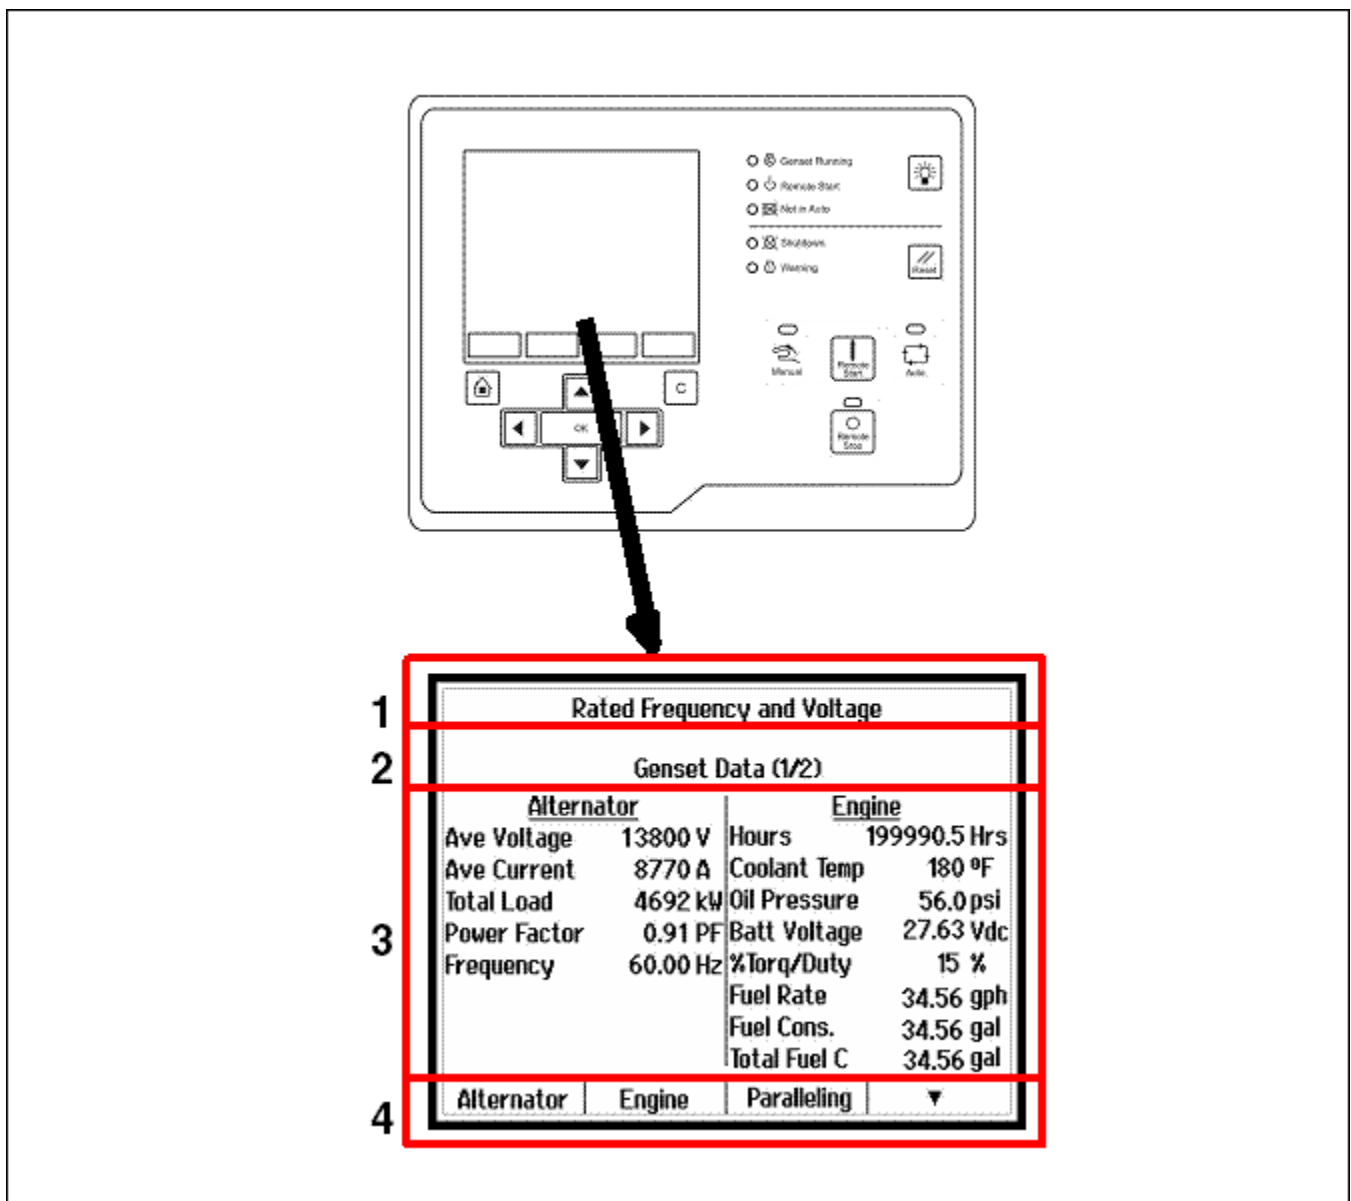 Genset Running
Remote Start
Not in Auto
Shutdown
Warning
Reset
Manual
Remote Start
Auto.
Remote Stop
C
OK
1
Rated Frequency and Voltage
2
Genset Data (1/2)
3
Alternator Engine
Ave Voltage 13800 V Hours 199990.5 Hrs
Ave Current 8770 A Coolant Temp 180 ºF
Total Load 4692 kW Oil Pressure 56.0 psi
Power Factor 0.91 PF Batt Voltage 27.63 Vdc
Frequency 60.00 Hz %Torq/Duty 15 %
Fuel Rate 34.56 gph
Fuel Cons. 34.56 gal
Total Fuel C 34.56 gal
4
Alternator Engine Paralleling ▼